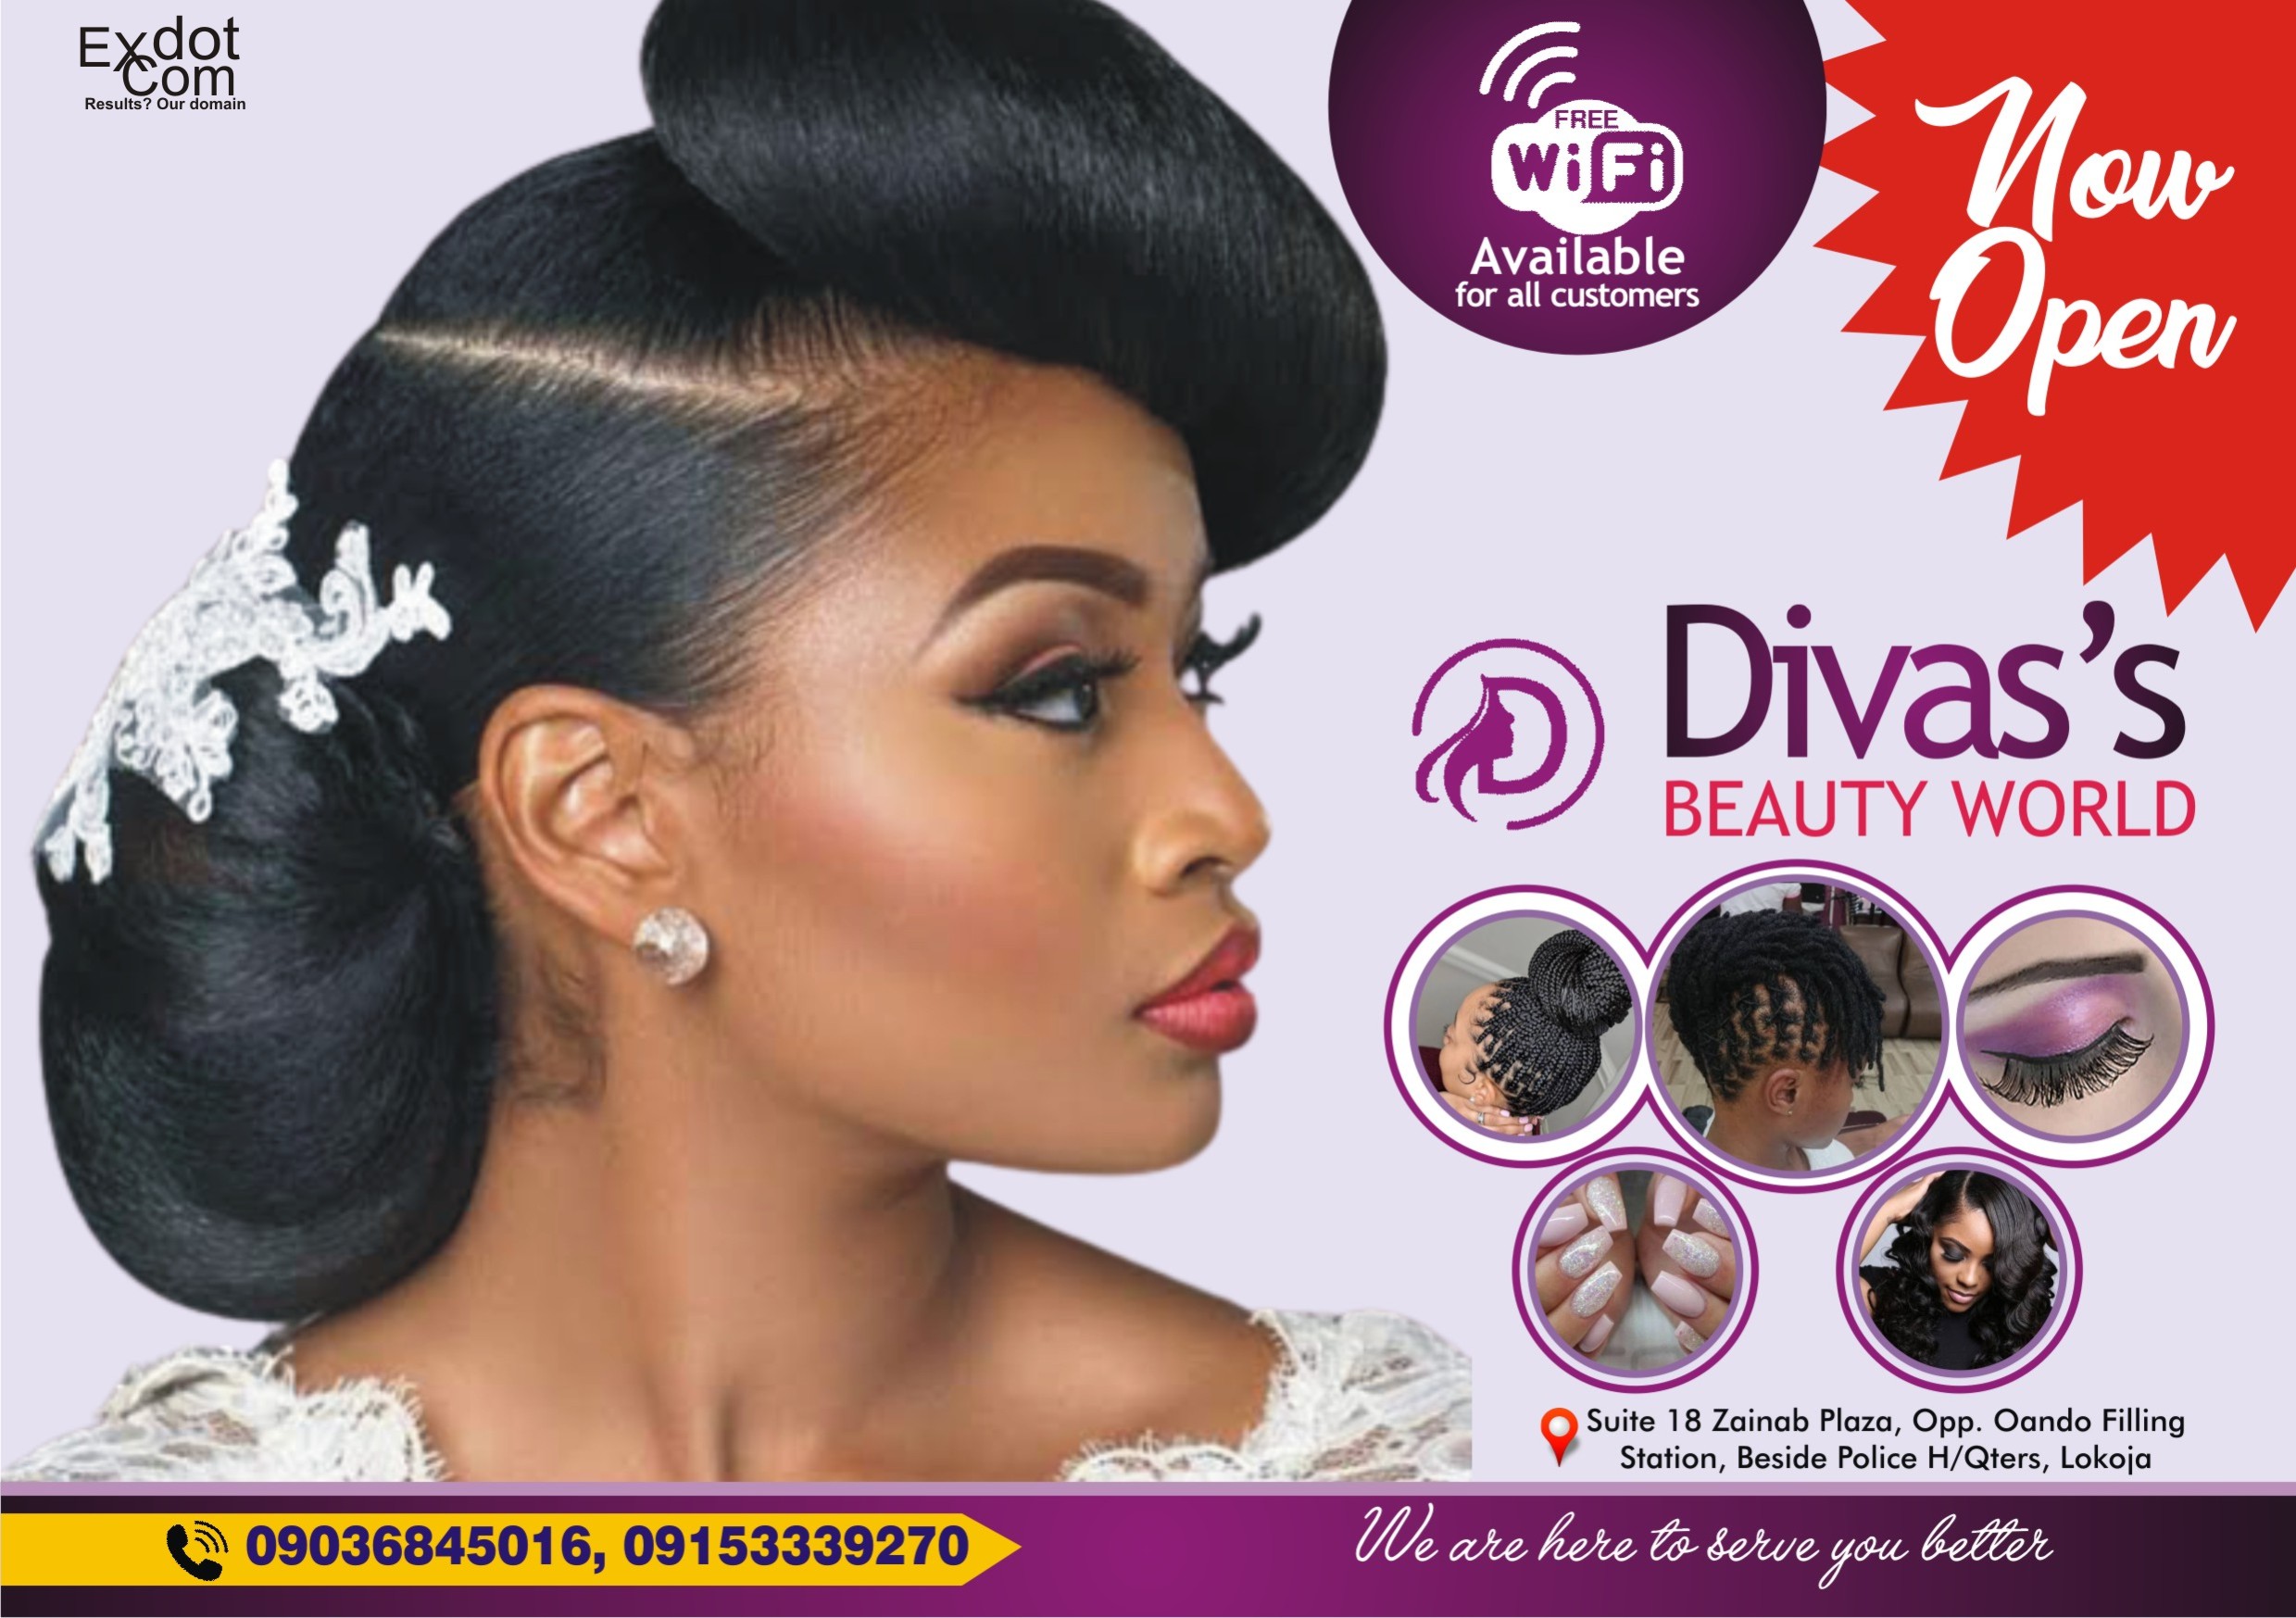 Exdot
Com
Results? Our domain
FREE
WiFi
Available
for all customers
Now
Open
D
Divas's
BEAUTY WORLD
Suite 18 Zainab Plaza, Opp. Oando Filling
Station, Beside Police H/Qters, Lokoja
09036845016, 09153339270
We are here to serve you better